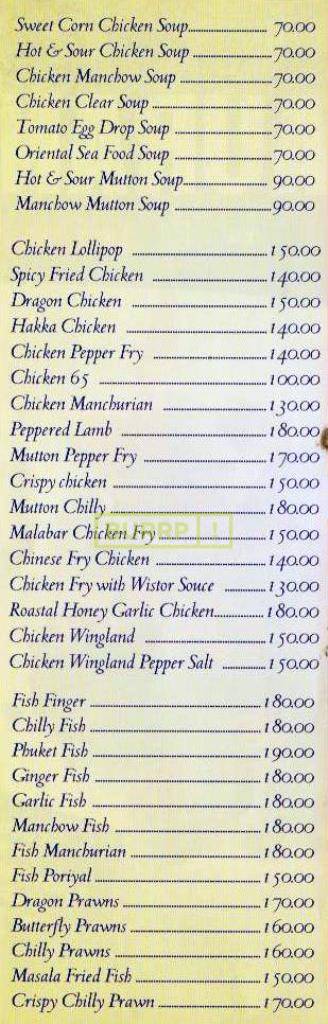 Sweet Corn Chicken Soup 70.00
Hot & Sour Chicken Soup 70.00
Chicken Manchow Soup 70.00
Chicken Clear Soup 70.00
Tomato Egg Drop Soup 70.00
Oriental Sea Food Soup 70.00
Hot & Sour Mutton Soup 90.00
Manchow Mutton Soup 90.00
Chicken Lollipop 150.00
Spicy Fried Chicken 140.00
Dragon Chicken 150.00
Hakka Chicken 140.00
Chicken Pepper Fry 140.00
Chicken 65 100.00
Chicken Manchurian 130.00
Peppered Lamb 180.00
Mutton Pepper Fry 170.00
Crispy chicken 150.00
Mutton Chilly 180.00
Malabar Chicken Fry 150.00
Chinese Fry Chicken 140.00
Chicken Fry with Wistor Souce 130.00
Roastal Honey Garlic Chicken 180.00
Chicken Wingland 150.00
Chicken Wingland Pepper Salt 150.00
Fish Finger 180.00
Chilly Fish 180.00
Phuket Fish 190.00
Ginger Fish 180.00
Garlic Fish 180.00
Manchow Fish 180.00
Fish Manchurian 180.00
Fish Poriyal 150.00
Dragon Prawns 170.00
Butterfly Prawns 160.00
Chilly Prawns 160.00
Masala Fried Fish 150.00
Crispy Chilly Prawn 170.00